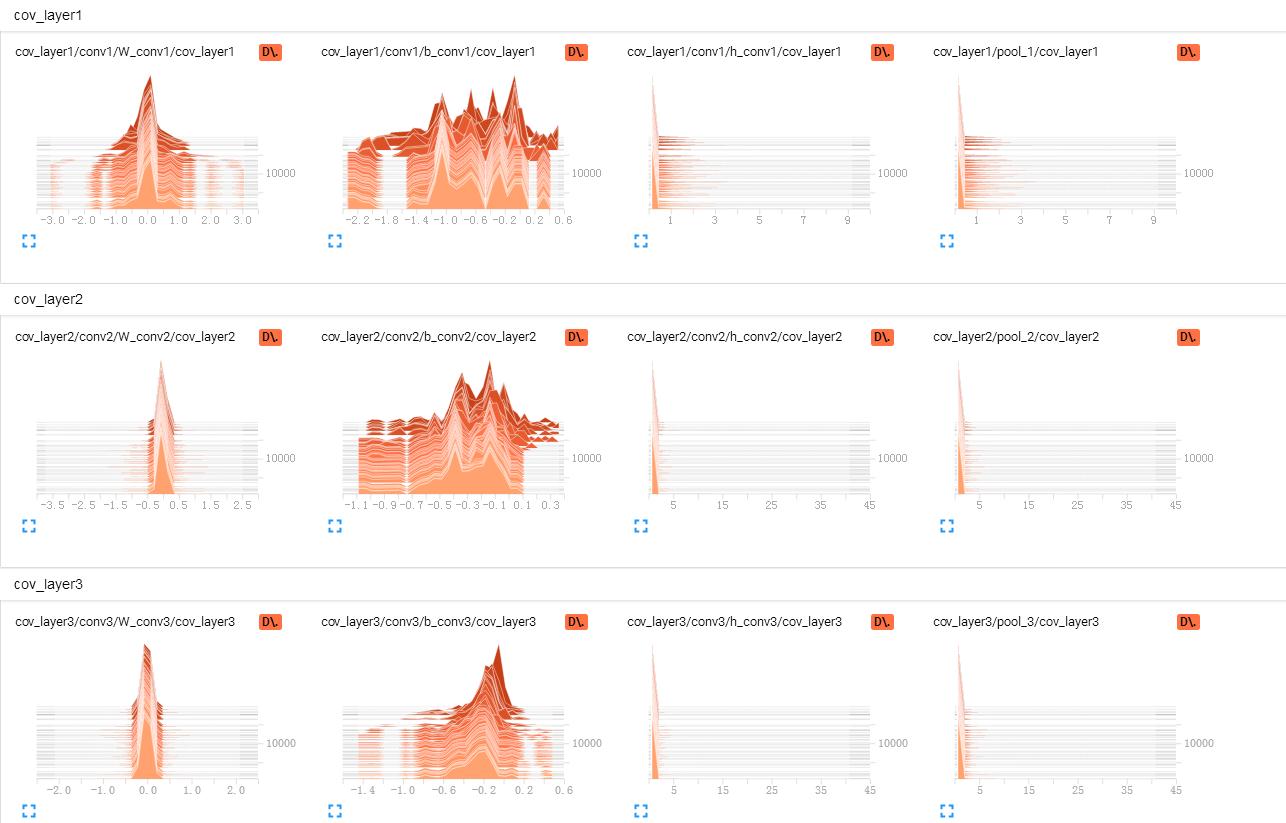 cov_layer1
cov_layer1/conv1/W_conv1/cov_layer1 D\.
cov_layer1/conv1/b_conv1/cov_layer1 D\.
cov_layer1/conv1/h_conv1/cov_layer1 D\.
cov_layer1/pool_1/cov_layer1 D\.
10000
-3.0 -2.0 -1.0 0.0 1.0 2.0 3.0
10000
-2.2 -1.8 -1.4 -1.0 -0.6 -0.2 0.2 0.6
10000
1 3 5 7 9
10000
1 3 5 7 9
cov_layer2
cov_layer2/conv2/W_conv2/cov_layer2 D\.
cov_layer2/conv2/b_conv2/cov_layer2 D\.
cov_layer2/conv2/h_conv2/cov_layer2 D\.
cov_layer2/pool_2/cov_layer2 D\.
10000
-3.5 -2.5 -1.5 -0.5 0.5 1.5 2.5
10000
-1.1 -0.9 -0.7 -0.5 -0.3 -0.1 0.1 0.3
10000
5 15 25 35 45
10000
5 15 25 35 45
cov_layer3
cov_layer3/conv3/W_conv3/cov_layer3 D\.
cov_layer3/conv3/b_conv3/cov_layer3 D\.
cov_layer3/conv3/h_conv3/cov_layer3 D\.
cov_layer3/pool_3/cov_layer3 D\.
10000
-2.0 -1.0 0.0 1.0 2.0
10000
-1.4 -1.0 -0.6 -0.2 0.2 0.6
10000
5 15 25 35 45
10000
5 15 25 35 45